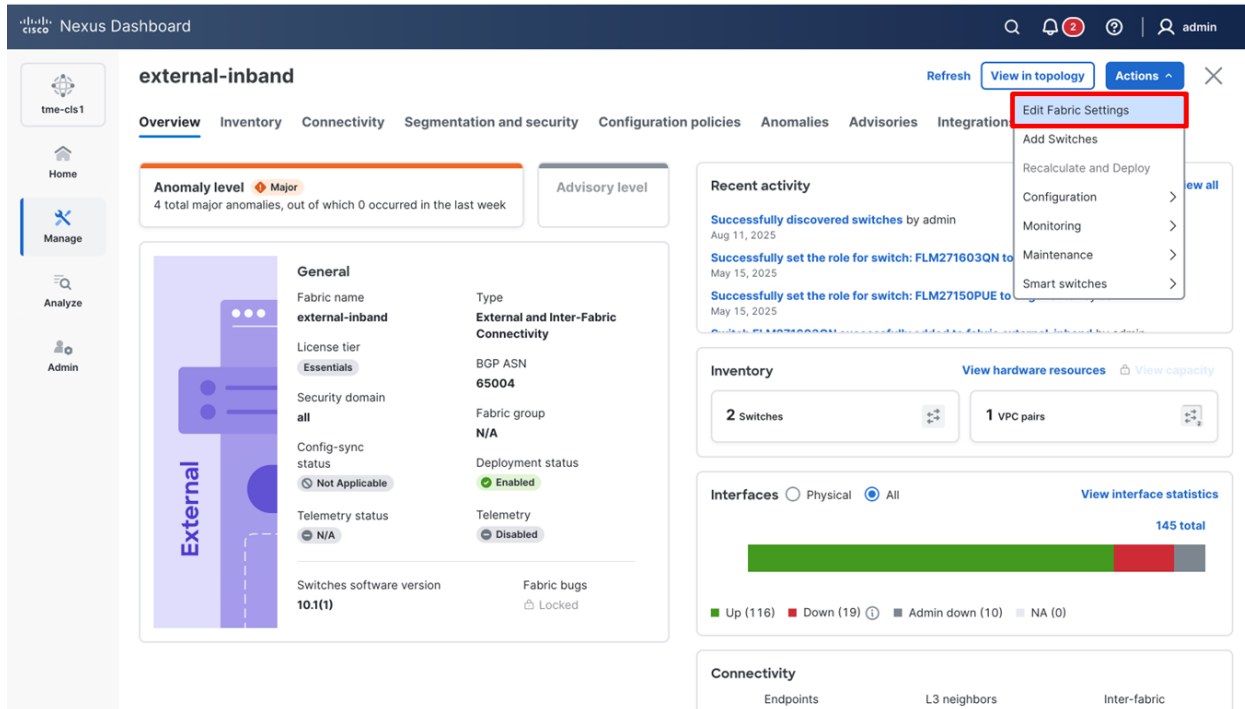 cisco Nexus Dashboard
2
admin
tme-cls1
Home
Manage
Analyze
Admin
external-inband
Refresh
View in topology
Actions
Overview Inventory Connectivity Segmentation and security Configuration policies Anomalies Advisories Integrations
Edit Fabric Settings
Add Switches
Recalculate and Deploy
Configuration
Monitoring
Maintenance
Smart switches
Anomaly level Major
4 total major anomalies, out of which 0 occurred in the last week
Advisory level
General
Fabric name
external-inband
License tier
Essentials
Security domain
all
Config-sync
status
Not Applicable
Telemetry status
N/A
Type
External and Inter-Fabric
Connectivity
BGP ASN
65004
Fabric group
N/A
Deployment status
Enabled
Telemetry
Disabled
Switches software version
10.1(1)
Fabric bugs
Locked
External
Recent activity
ew all
Successfully discovered switches by admin
Aug 11, 2025
Successfully set the role for switch: FLM271603QN to
May 15, 2025
Successfully set the role for switch: FLM27150PUE to
May 15, 2025
Inventory
View hardware resources
View capacity
2 Switches
1 VPC pairs
Interfaces Physical All
View interface statistics
145 total
Up (116) Down (19) Admin down (10) NA (0)
Connectivity
Endpoints L3 neighbors Inter-fabric